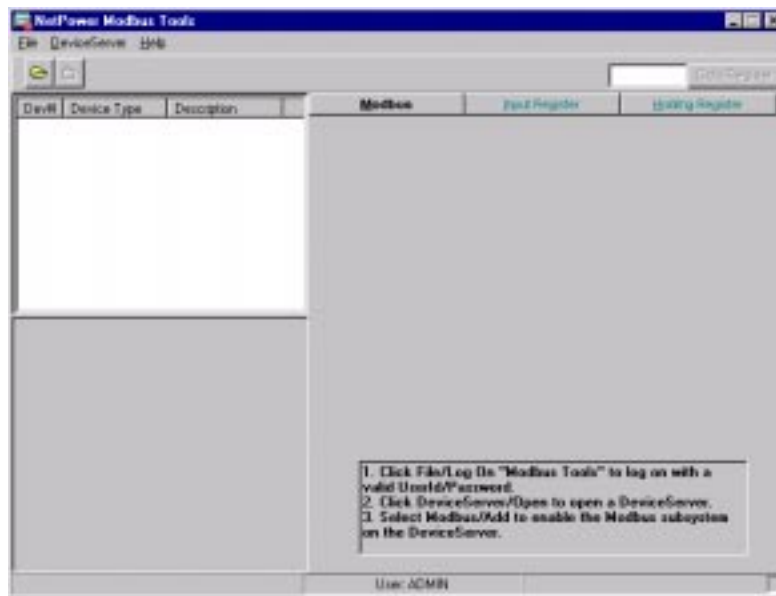 NetPower Modbus Tools
File DeviceServer Help
Goto Register
Dev# Device Type Description
Modbus Input Register Holding Register
1. Click File/Log On "Modbus Tools" to log on with a
valid UserId/Password.
2. Click DeviceServer/Open to open a DeviceServer.
3. Select Modbus/Add to enable the Modbus subsystem
on the DeviceServer.
User: ADMIN